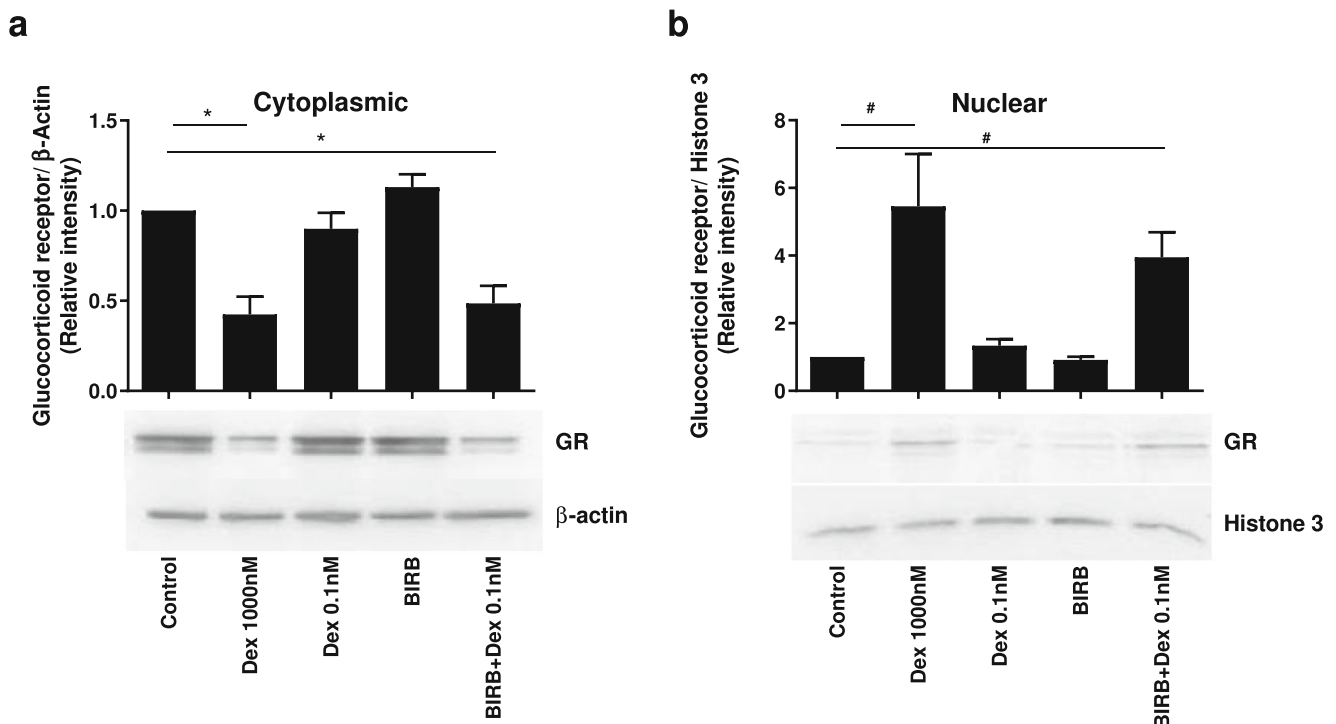 a
Cytoplasmic
Glucocorticoid receptor/ β-Actin
(Relative intensity)
1.5
1.0
0.5
0.0
*
*
GR
β-actin
Control
Dex 1000nM
Dex 0.1nM
BIRB
BIRB+Dex 0.1nM
b
Nuclear
Glucocorticoid receptor/ Histone 3
(Relative intensity)
8
6
4
2
0
#
#
GR
Histone 3
Control
Dex 1000nM
Dex 0.1nM
BIRB
BIRB+Dex 0.1nM